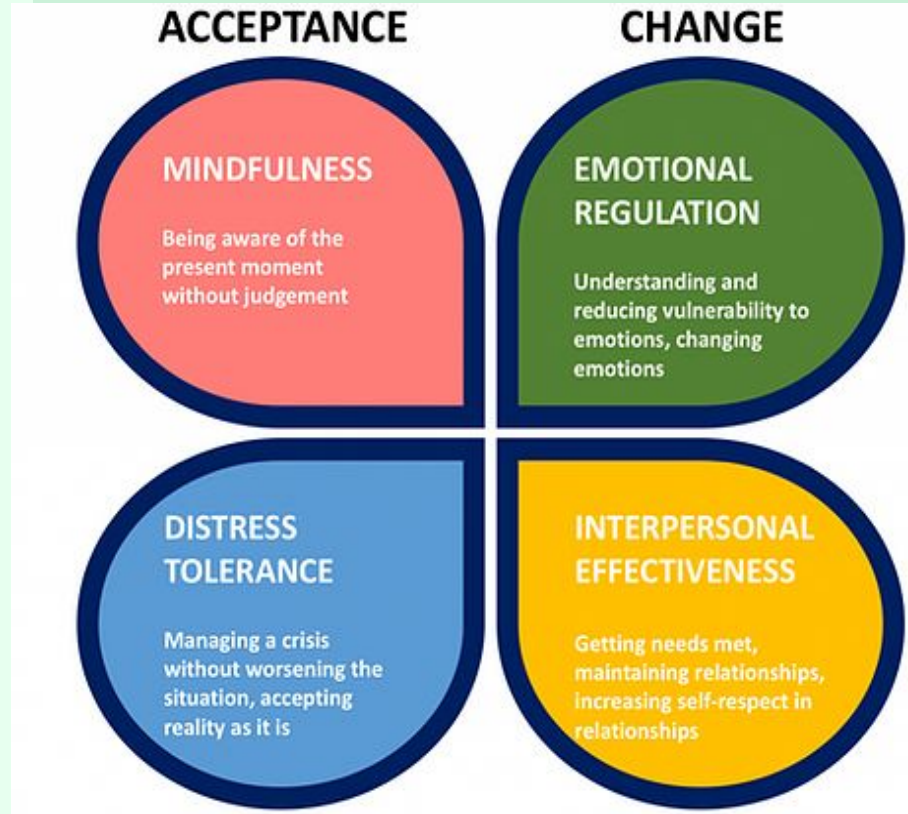 ACCEPTANCE
CHANGE
MINDFULNESS
Being aware of the
present moment
without judgement
EMOTIONAL
REGULATION
Understanding and
reducing vulnerability to
emotions, changing
emotions
DISTRESS
TOLERANCE
Managing a crisis
without worsening the
situation, accepting
reality as it is
INTERPERSONAL
EFFECTIVENESS
Getting needs met,
maintaining relationships,
increasing self-respect in
relationships